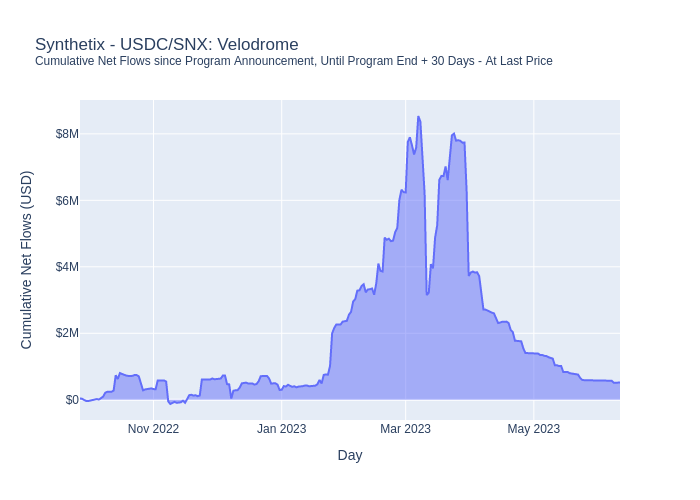 Synthetix - USDC/SNX: Velodrome
Cumulative Net Flows since Program Announcement, Until Program End + 30 Days - At Last Price
Cumulative Net Flows (USD)
$8M
$6M
$4M
$2M
$0
Nov 2022
Jan 2023
Mar 2023
May 2023
Day